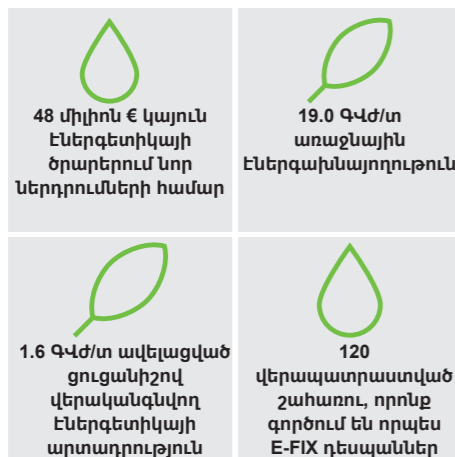 48 միլիոն € կայուն
էներգետիկայի
ծրարերում նոր
ներդրումների համար
19.0 ԳՎժ/տ
առաջնային
էներգախնայողութուն
1.6 ԳՎժ/տ ավելացված
ցուցանիշով
վերականգնվող
էներգետիկայի
արտադրություն
120
վերապատրաստված
շահառու, որոնք
գործում են որպես
E-FIX դեսպաններ